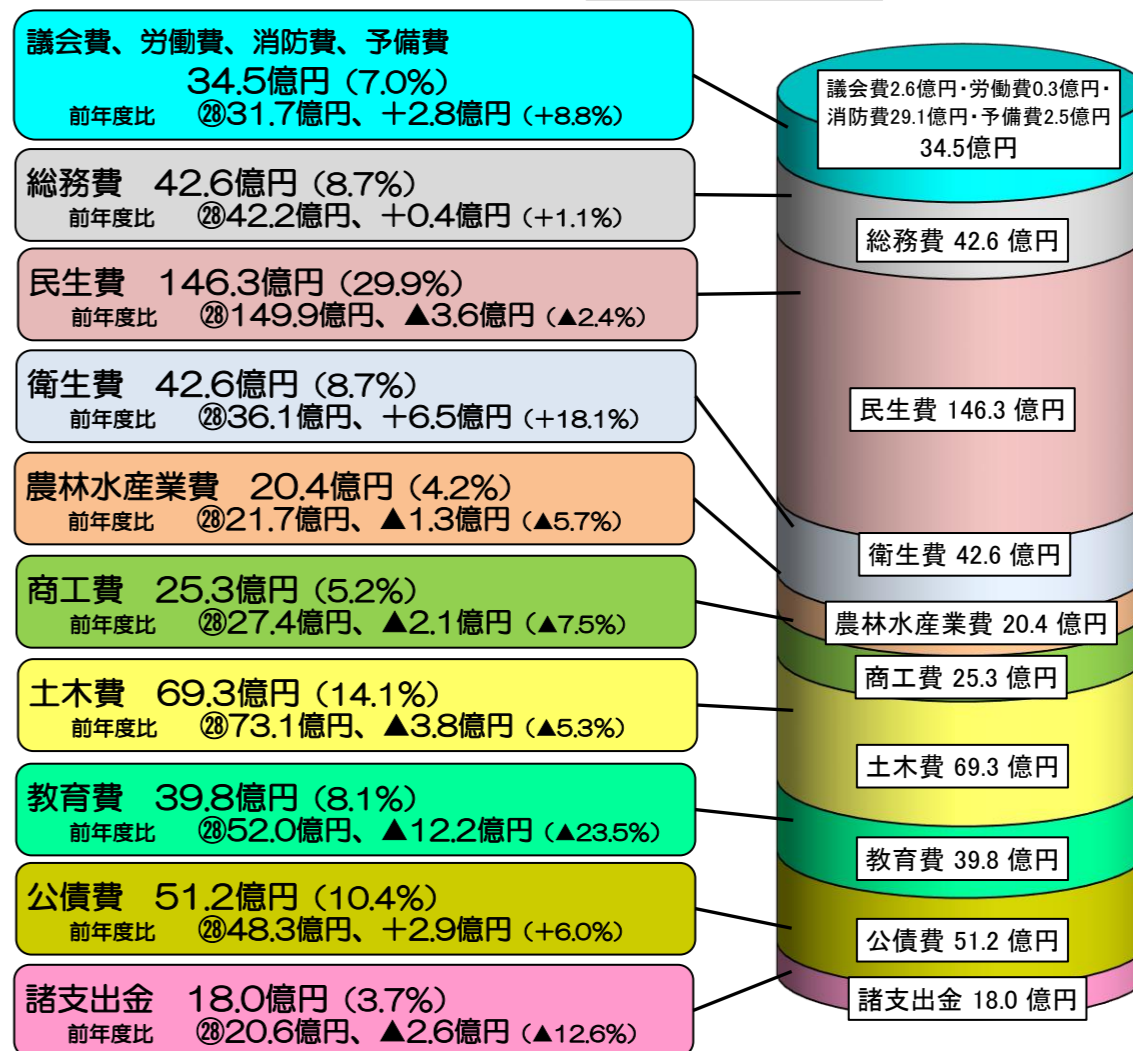 議会費、労働費、消防費、予備費
34.5億円（7.0%）
前年度比　㉘31.7億円、＋2.8億円（+8.8%）
総務費　42.6億円（8.7%）
前年度比　㉘42.2億円、＋0.4億円（+1.1%）
民生費　146.3億円（29.9%）
前年度比　㉘149.9億円、▲3.6億円（▲2.4%）
衛生費　42.6億円（8.7%）
前年度比　㉘36.1億円、＋6.5億円（+18.1%）
農林水産業費　20.4億円（4.2%）
前年度比　㉘21.7億円、▲1.3億円（▲5.7%）
商工費　25.3億円（5.2%）
前年度比　㉘27.4億円、▲2.1億円（▲7.5%）
土木費　69.3億円（14.1%）
前年度比　㉘73.1億円、▲3.8億円（▲5.3%）
教育費　39.8億円（8.1%）
前年度比　㉘52.0億円、▲12.2億円（▲23.5%）
公債費　51.2億円（10.4%）
前年度比　㉘48.3億円、＋2.9億円（+6.0%）
諸支出金　18.0億円（3.7%）
前年度比　㉘20.6億円、▲2.6億円（▲12.6%）
議会費2.6億円・労働費0.3億円・
消防費29.1億円・予備費2.5億円
34.5億円
総務費 42.6 億円
民生費 146.3 億円
衛生費 42.6 億円
農林水産業費 20.4 億円
商工費 25.3 億円
土木費 69.3 億円
教育費 39.8 億円
公債費 51.2 億円
諸支出金 18.0 億円